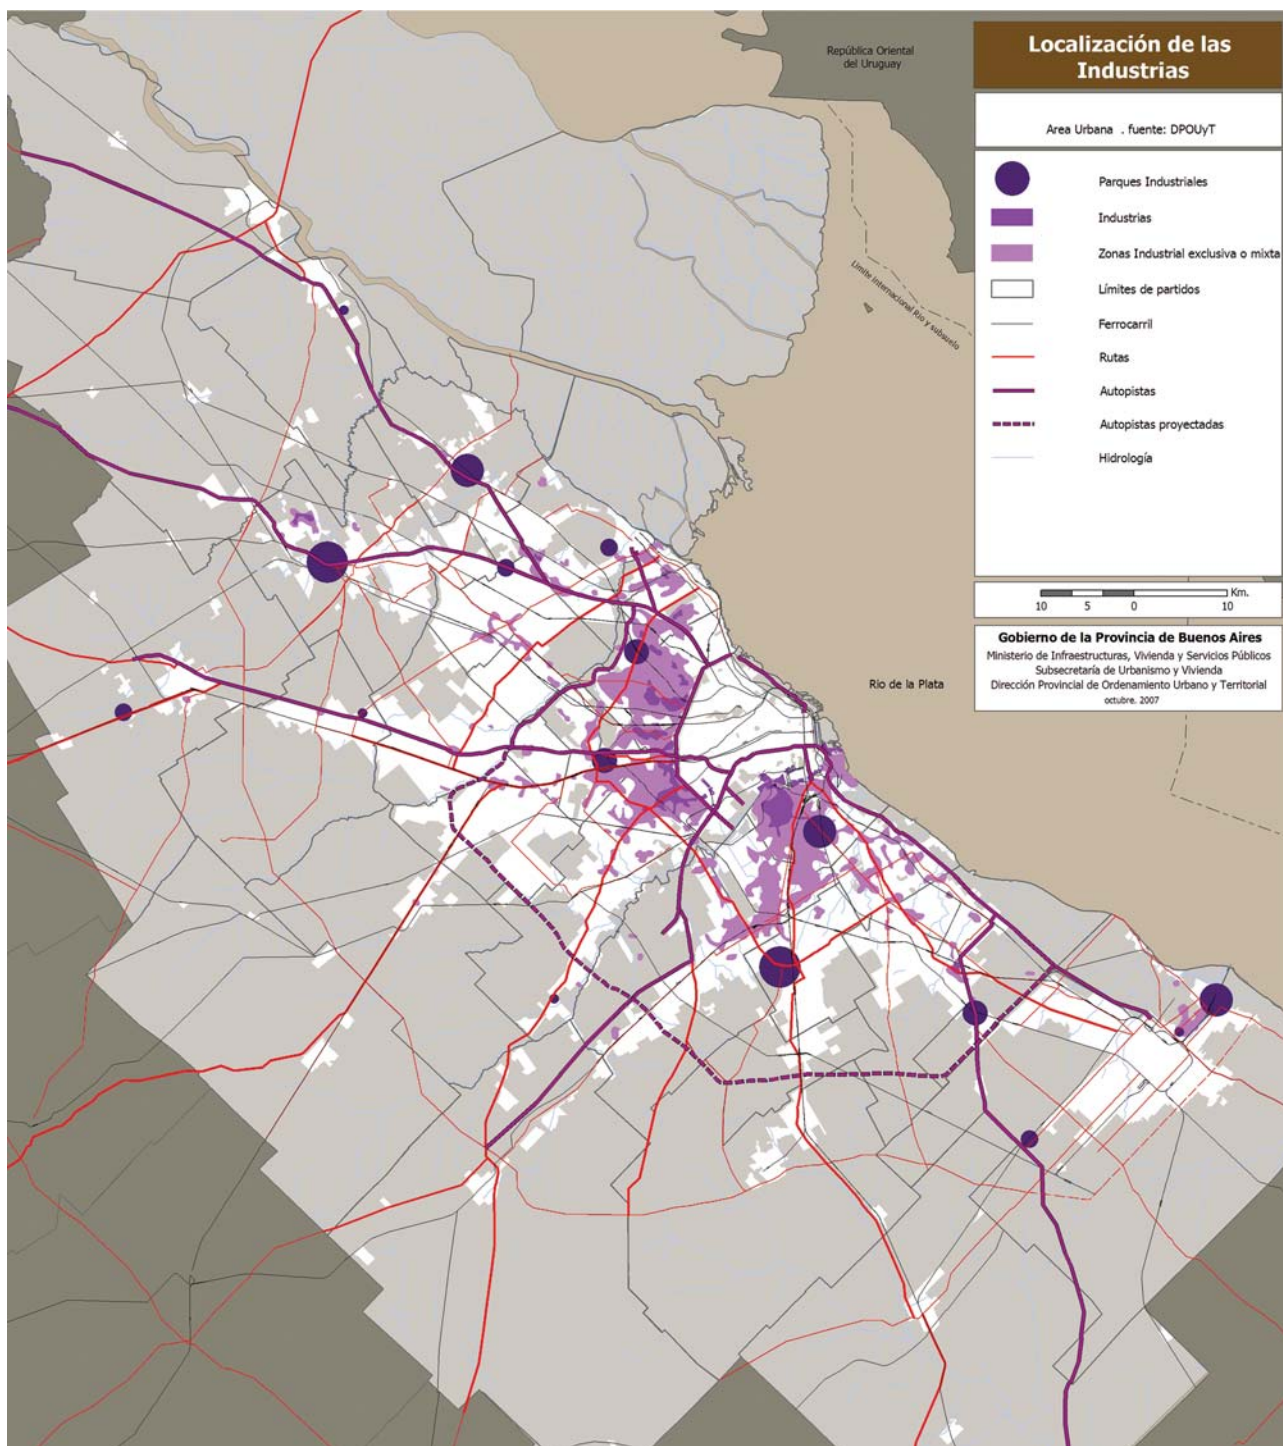 República Oriental
del Uruguay
Localización de las
Industrias
Area Urbana . fuente: DPOUyT
Parques Industriales
Industrias
Zonas Industrial exclusiva o mixta
Límites de partidos
Ferrocarril
Rutas
Autopistas
Autopistas proyectadas
Hidrología
Límite internacional Río y subsuelo
10 5 0 10
Km.
Gobierno de la Provincia de Buenos Aires
Ministerio de Infraestructuras, Vivienda y Servicios Públicos
Subsecretaría de Urbanismo y Vivienda
Dirección Provincial de Ordenamiento Urbano y Territorial
octubre. 2007
Rio de la Plata